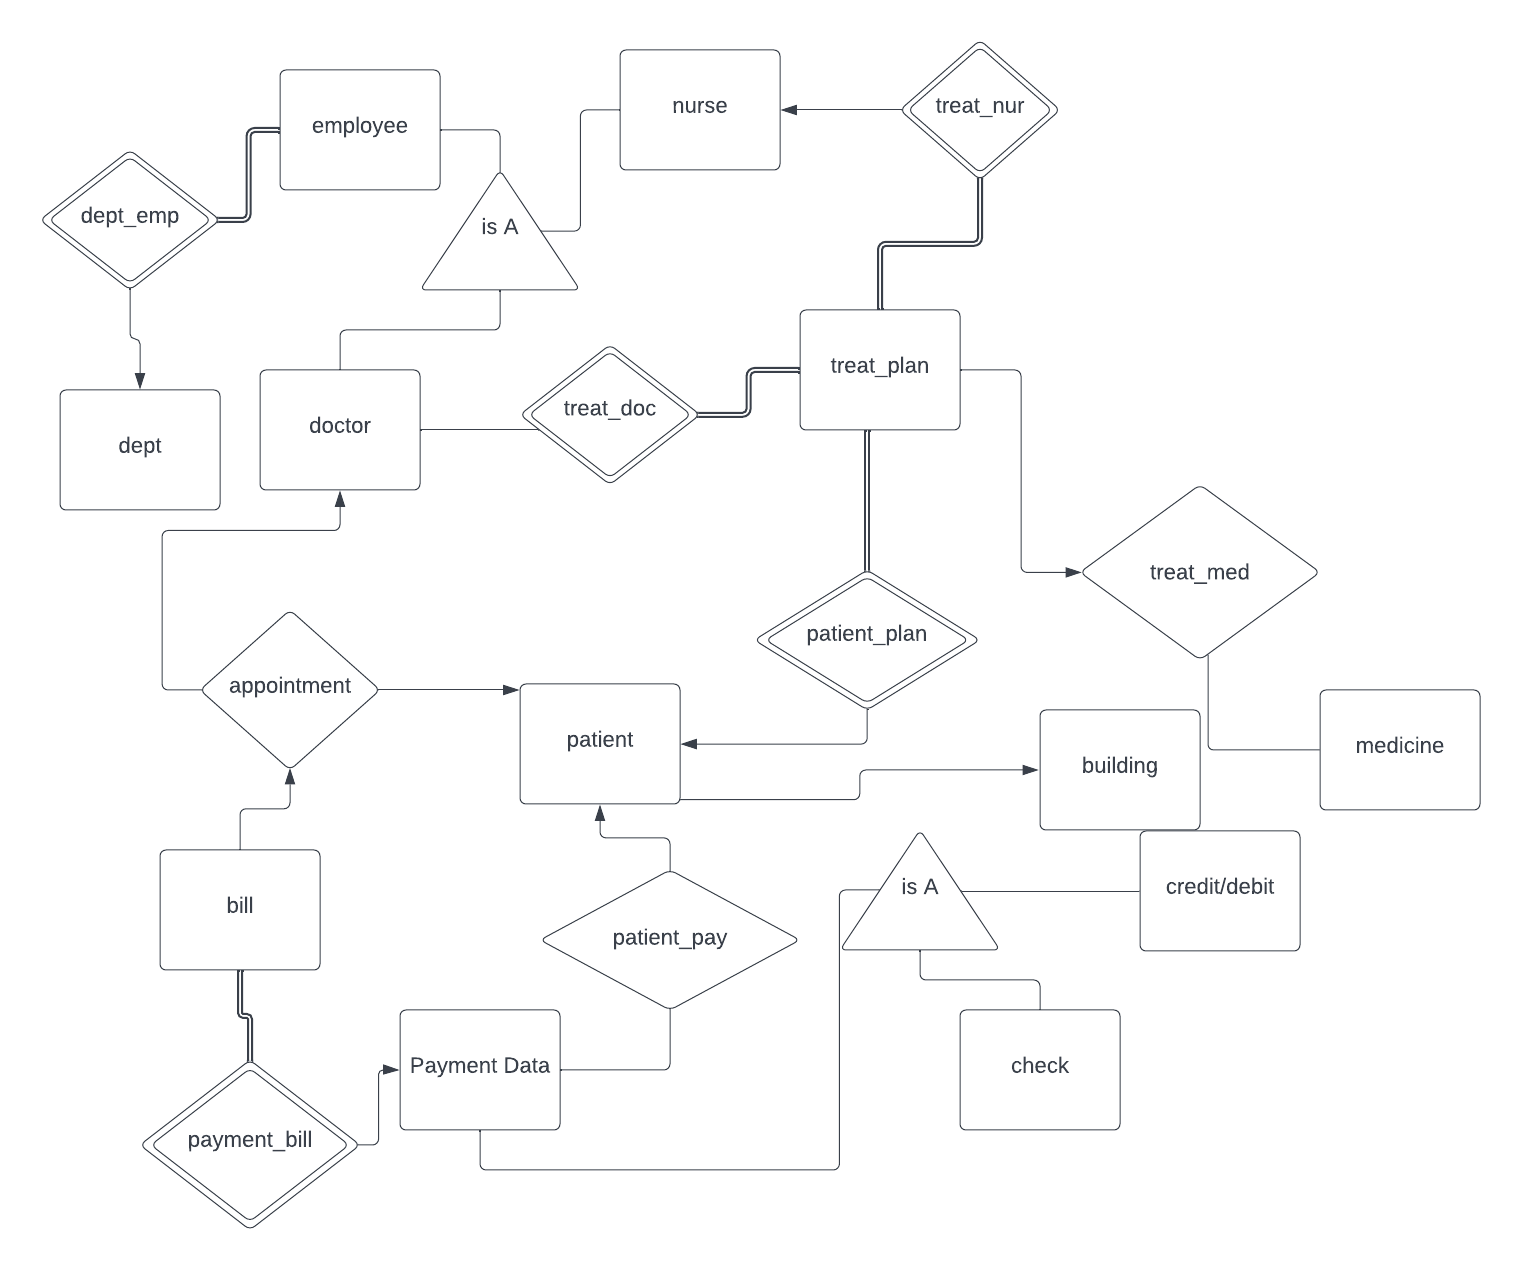 employee
nurse
treat_nur
dept_emp
is A
treat_plan
treat_doc
doctor
dept
treat_med
patient_plan
appointment
patient
building
medicine
bill
is A
credit/debit
patient_pay
Payment Data
check
payment_bill